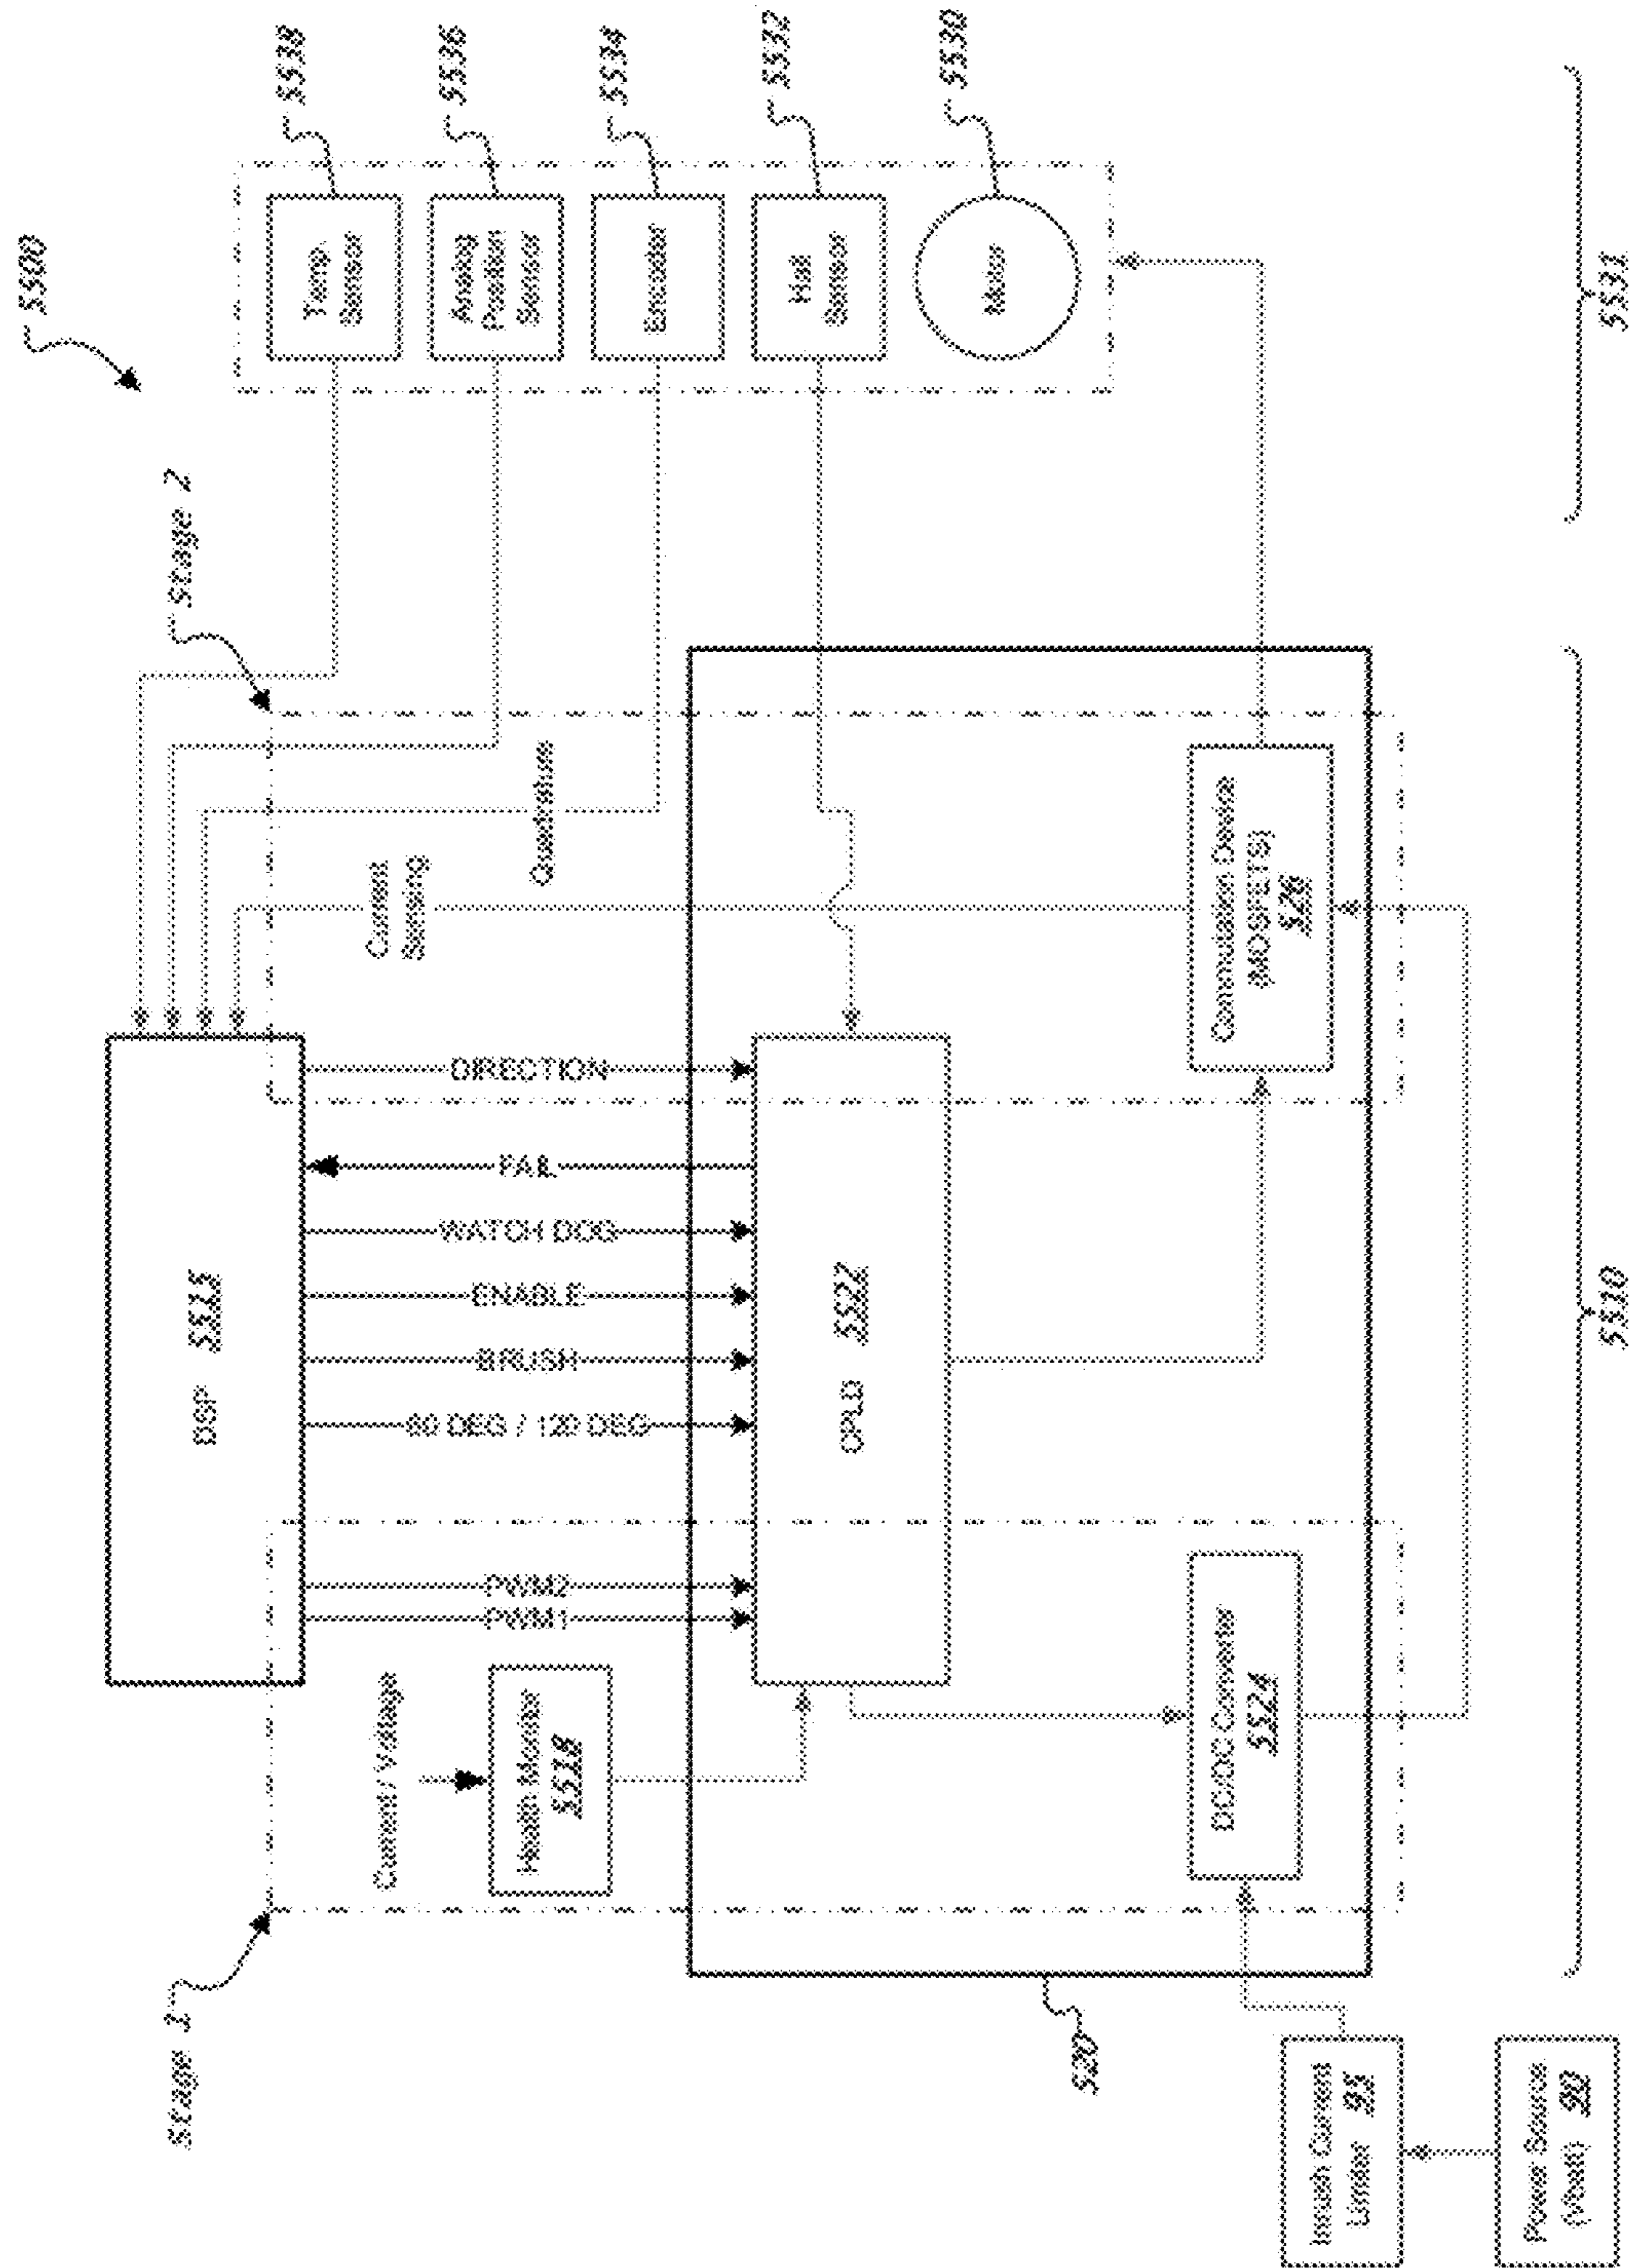 5500
stage 1
stage 2
DSP 5515
Current / Voltage
Health Monitor
5518
PWM1
PWM2
60 DEG / 120 DEG
BRUSH
ENABLE
WATCH DOG
FAIL
DIRECTION
Current
Sensing
Quadrature
CPLD 5522
DC/DC Converter
5524
Commutation Device
(MOSFETS)
520
Inrush Current
Limiter 95
Power Source
(Vbatt) 90
Temp
Sensor
5538
Analog
Position
Sensor
5536
Encoder
5534
Hall
Sensor
5532
Motor
5530
5510
5531